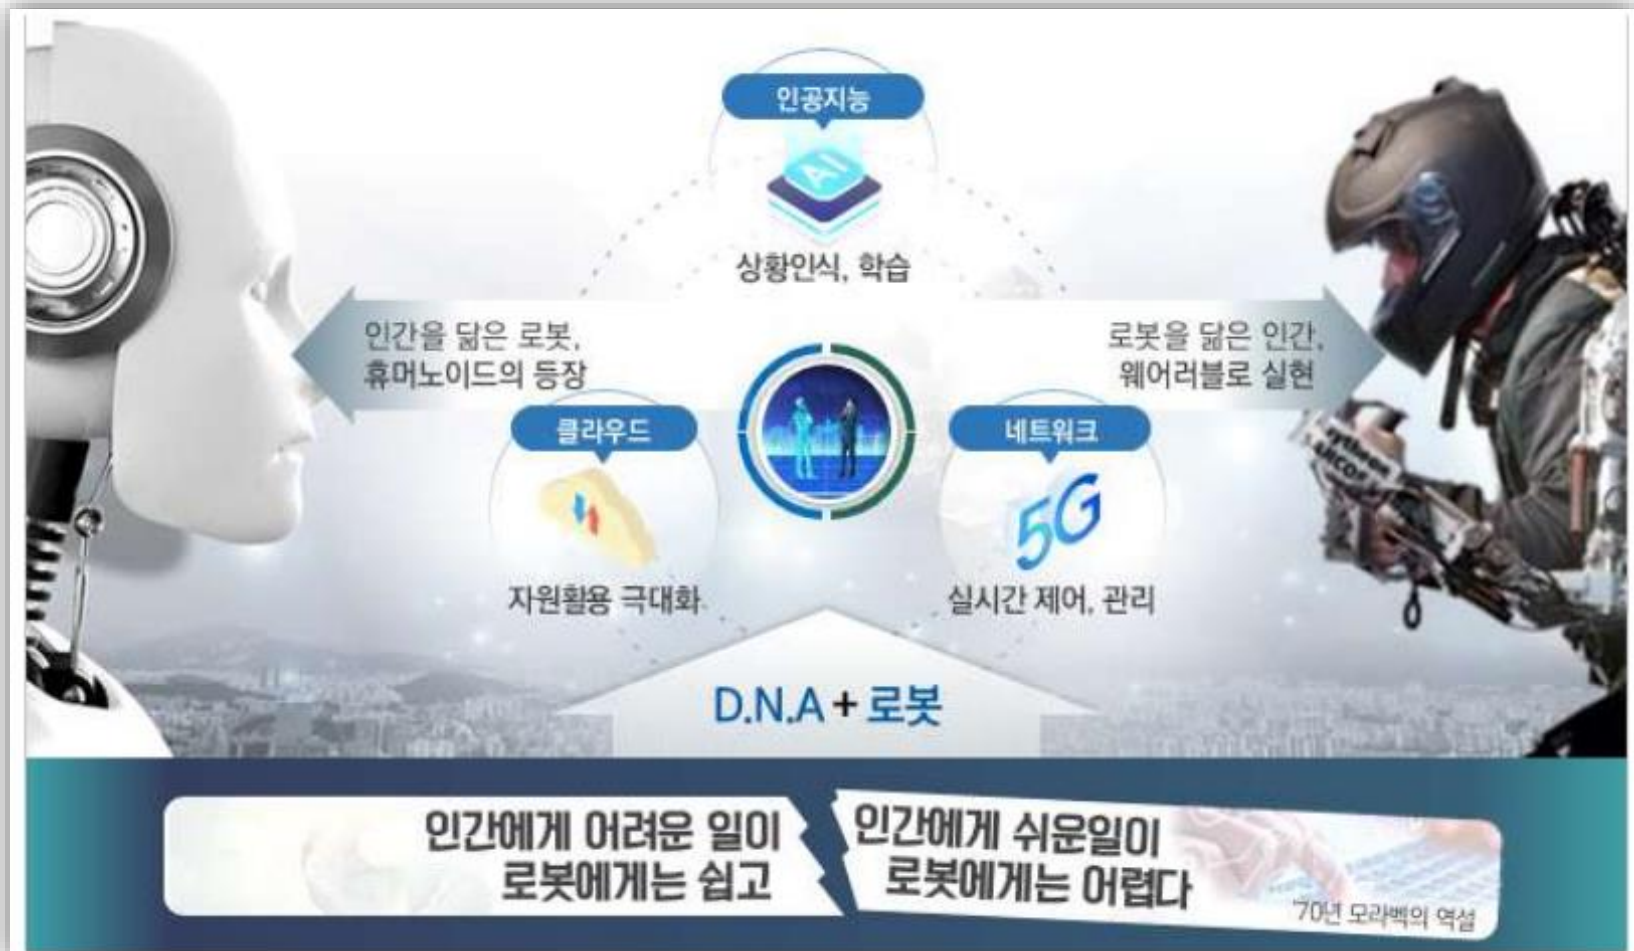 인공지능
AI
상황인식, 학습
인간을 닮은 로봇,
휴머노이드의 등장
로봇을 닮은 인간,
웨어러블로 실현
클라우드
자원활용 극대화
네트워크
5G
실시간 제어, 관리
D.N.A + 로봇
인간에게 어려운 일이
로봇에게는 쉽고
인간에게 쉬운일이
로봇에게는 어렵다
'70년 모라벡의 역설